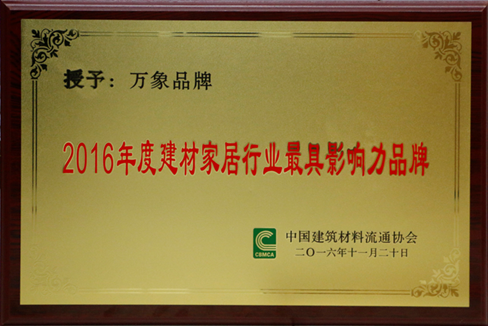 授予：万象品牌
2016年度建材家居行业最具影响力品牌
CBMCA
中国建筑材料流通协会
二〇一六年十一月二十日